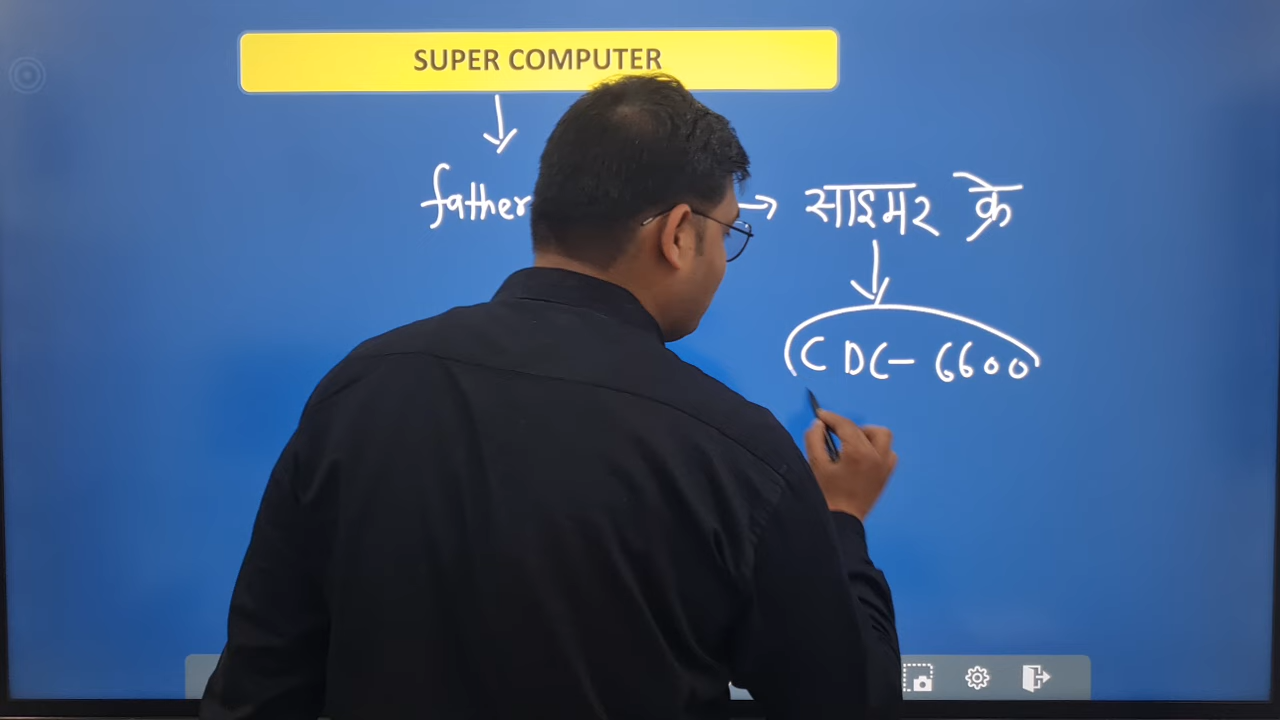 SUPER COMPUTER
father → साइमर क्रे
CDC-6600